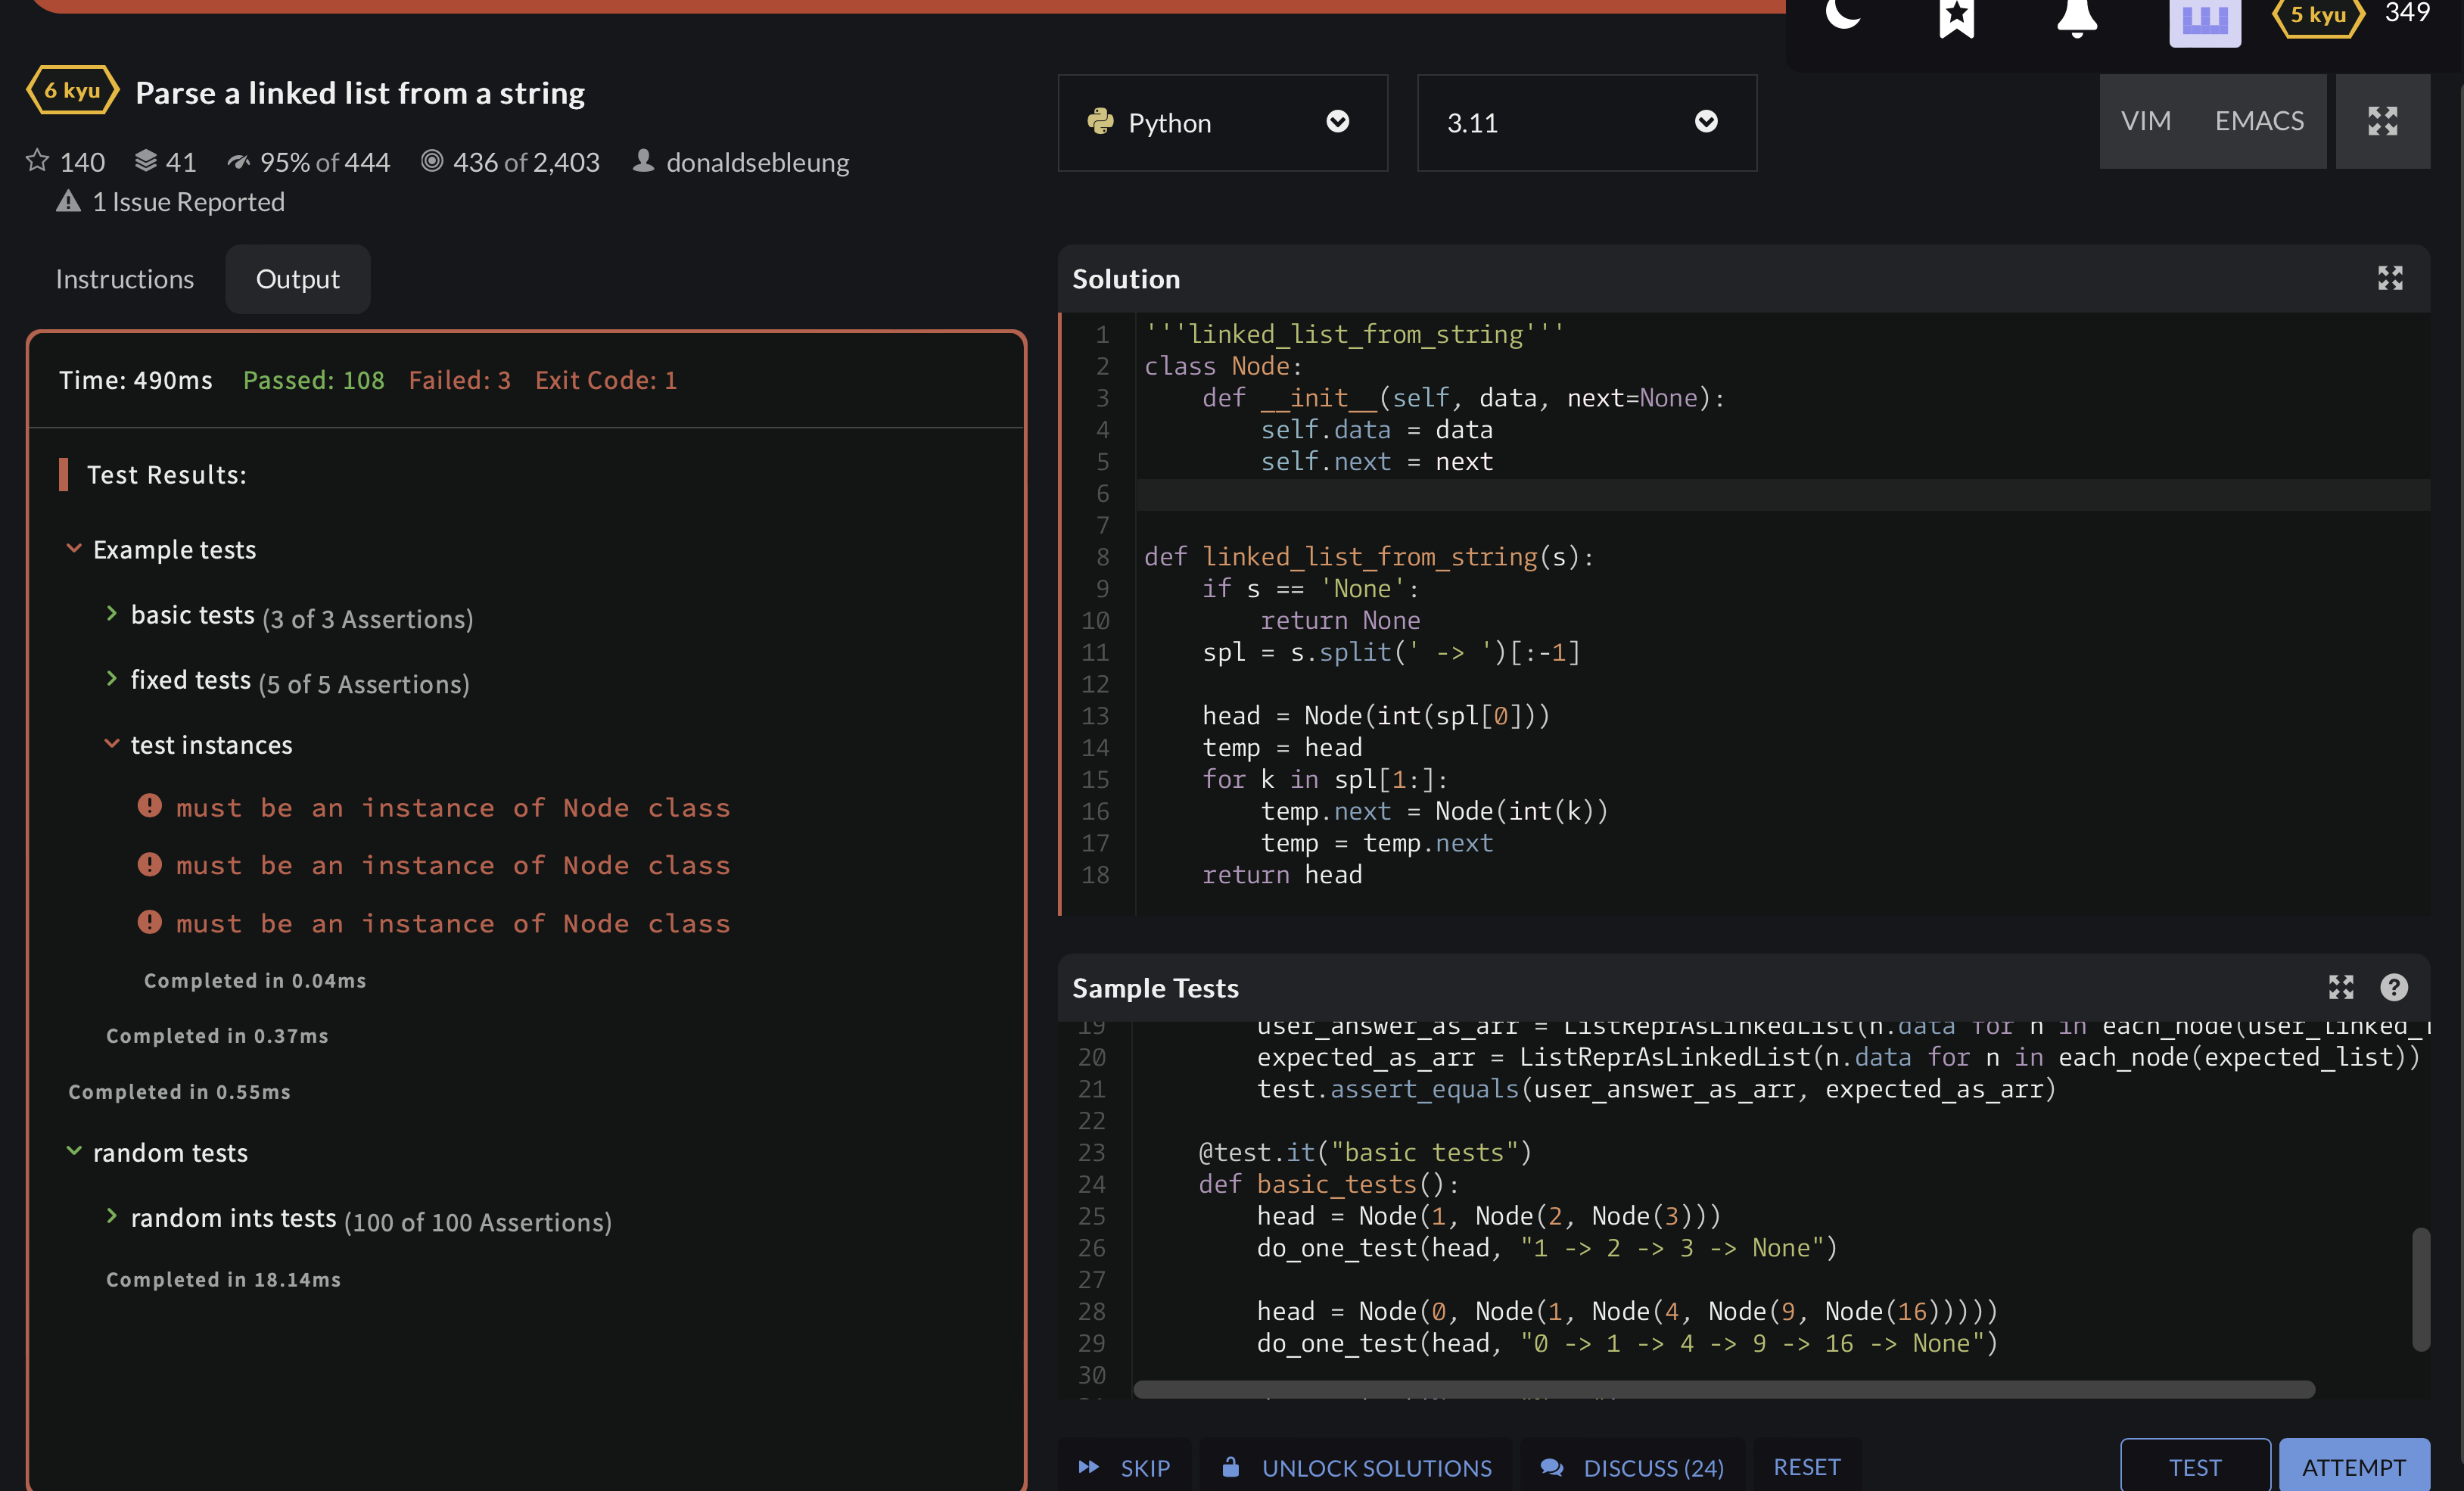 5 kyu 349
6 kyu Parse a linked list from a string
140 41 95% of 444 436 of 2,403 donaldsebleung
1 Issue Reported
Python 3.11 VIM EMACS
Instructions Output
Time: 490ms Passed: 108 Failed: 3 Exit Code: 1
Test Results:
Example tests
basic tests (3 of 3 Assertions)
fixed tests (5 of 5 Assertions)
test instances
must be an instance of Node class
must be an instance of Node class
must be an instance of Node class
Completed in 0.04ms
Completed in 0.37ms
Completed in 0.55ms
random tests
random ints tests (100 of 100 Assertions)
Completed in 18.14ms
Solution
1 '''linked_list_from_string'''
2 class Node:
3     def __init__(self, data, next=None):
4         self.data = data
5         self.next = next
6
7
8 def linked_list_from_string(s):
9     if s == 'None':
10         return None
11     spl = s.split(' -> ')[:-1]
12
13     head = Node(int(spl[0]))
14     temp = head
15     for k in spl[1:]:
16         temp.next = Node(int(k))
17         temp = temp.next
18     return head
Sample Tests
19         user_answer_as_arr = ListReprAsLinkedList(n.data for n in each_node(user_linked_
20         expected_as_arr = ListReprAsLinkedList(n.data for n in each_node(expected_list))
21         test.assert_equals(user_answer_as_arr, expected_as_arr)
22
23     @test.it("basic tests")
24     def basic_tests():
25         head = Node(1, Node(2, Node(3)))
26         do_one_test(head, "1 -> 2 -> 3 -> None")
27
28         head = Node(0, Node(1, Node(4, Node(9, Node(16)))))
29         do_one_test(head, "0 -> 1 -> 4 -> 9 -> 16 -> None")
30
SKIP UNLOCK SOLUTIONS DISCUSS (24) RESET TEST ATTEMPT